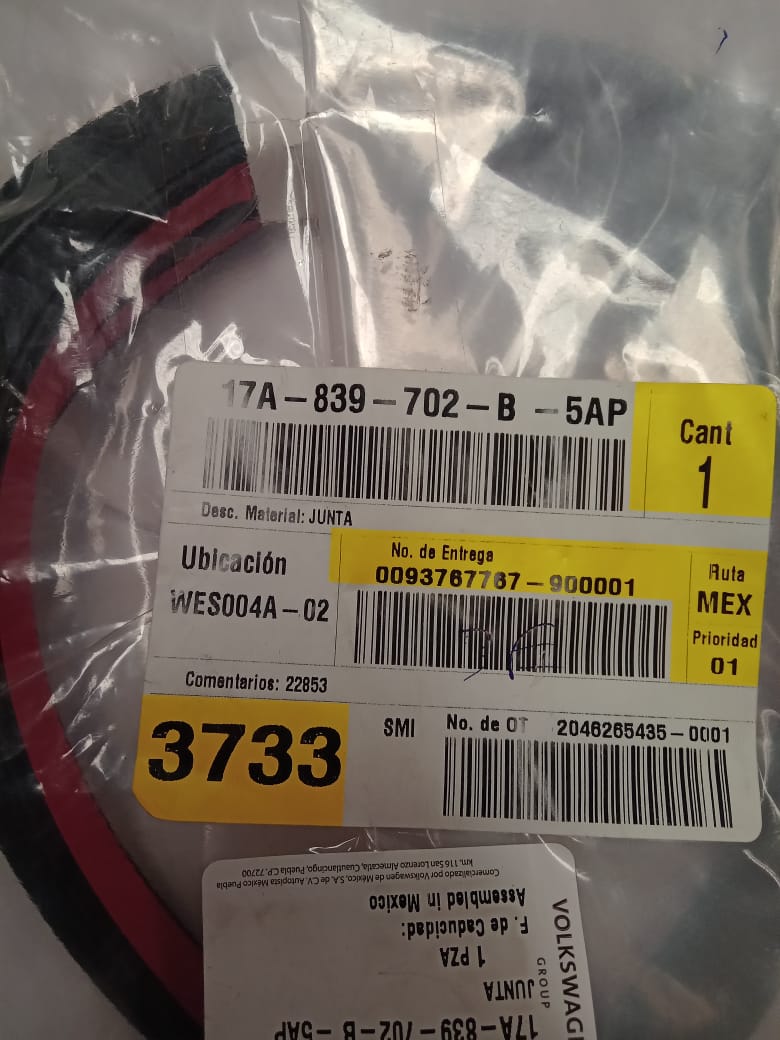 17A-839-702-B -5AP
Cant
1
Desc. Material: JUNTA
Ubicación
WES004A-02
No. de Entrega
0093767767-900001
Ruta
MEX
Prioridad
01
Comentarios: 22853
3733
SMI
No. de OT 2046265435-0001
17A-839-702-B-5AP
JUNTA
1 PZA
F. de Caducidad:
Assembled in Mexico
Comercializado por Volkswagen de México, S.A. de C.V. Autopista México Puebla
km. 116 San Lorenzo Almecatla, Cuautlancingo, Puebla C.P. 72700
VOLKSWAG
GROUP